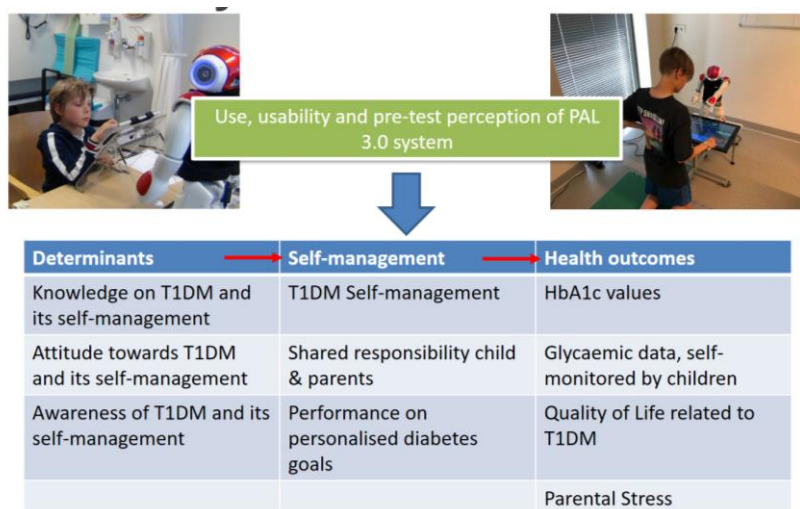 Use, usability and pre-test perception of PAL
3.0 system
Determinants
Self-management
Health outcomes
Knowledge on T1DM and
its self-management
T1DM Self-management
HbA1c values
Attitude towards T1DM
and its self-management
Shared responsibility child
& parents
Glycaemic data, self-
monitored by children
Awareness of T1DM and its
self-management
Performance on
personalised diabetes
goals
Quality of Life related to
T1DM
Parental Stress